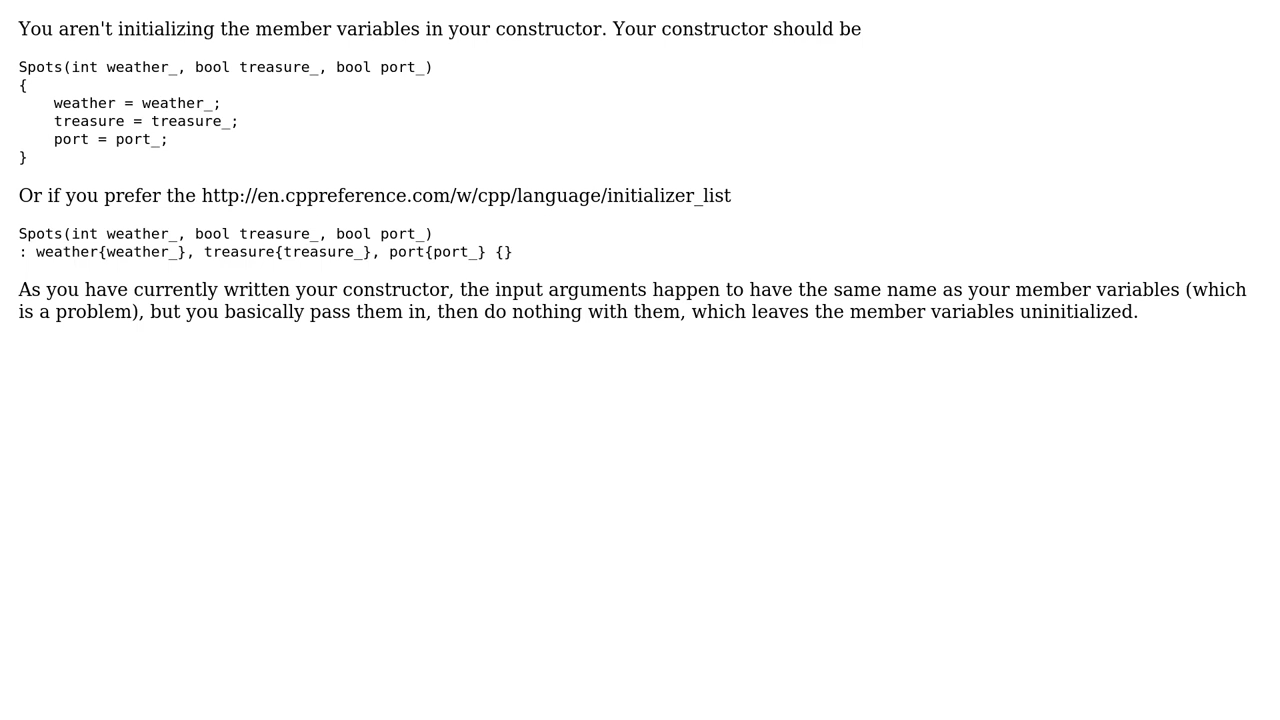 You aren't initializing the member variables in your constructor. Your constructor should be
Spots(int weather_, bool treasure_, bool port_)
{
    weather = weather_;
    treasure = treasure_;
    port = port_;
}
Or if you prefer the http://en.cppreference.com/w/cpp/language/initializer_list
Spots(int weather_, bool treasure_, bool port_)
: weather{weather_}, treasure{treasure_}, port{port_} {}
As you have currently written your constructor, the input arguments happen to have the same name as your member variables (which
is a problem), but you basically pass them in, then do nothing with them, which leaves the member variables uninitialized.